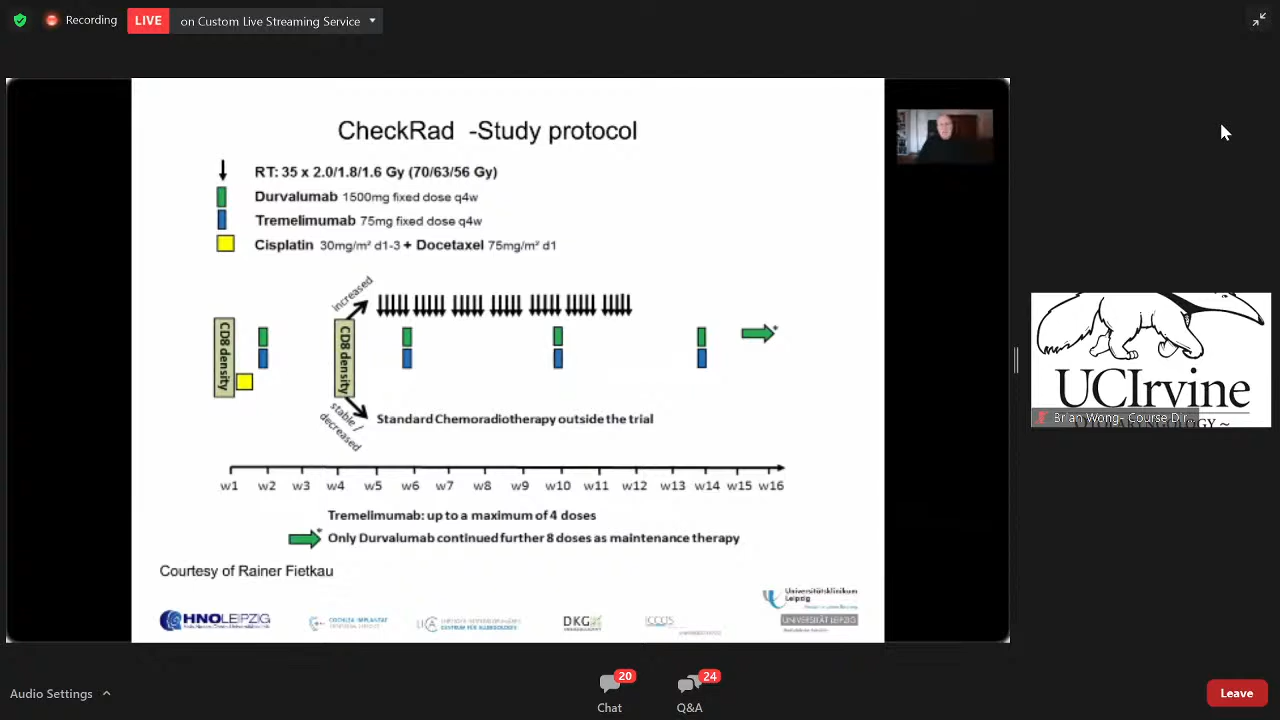 Recording
LIVE
on Custom Live Streaming Service
CheckRad -Study protocol
RT: 35 x 2.0/1.8/1.6 Gy (70/63/56 Gy)
Durvalumab 1500mg fixed dose q4w
Tremelimumab 75mg fixed dose q4w
Cisplatin 30mg/m² d1-3 + Docetaxel 75mg/m² d1
increased
CD8 density
CD8 density
*
stable /
decreased
Standard Chemoradiotherapy outside the trial
w1 w2 w3 w4 w5 w6 w7 w8 w9 w10 w11 w12 w13 w14 w15 w16
Tremelimumab: up to a maximum of 4 doses
* Only Durvalumab continued further 8 doses as maintenance therapy
Courtesy of Rainer Fietkau
HNOLEIPZIG
DKG
Universitätsklinikum
Leipzig
UNIVERSITÄT LEIPZIG
UCIrvine
Brian Wong - Course Dir...
Audio Settings
20
Chat
24
Q&A
Leave